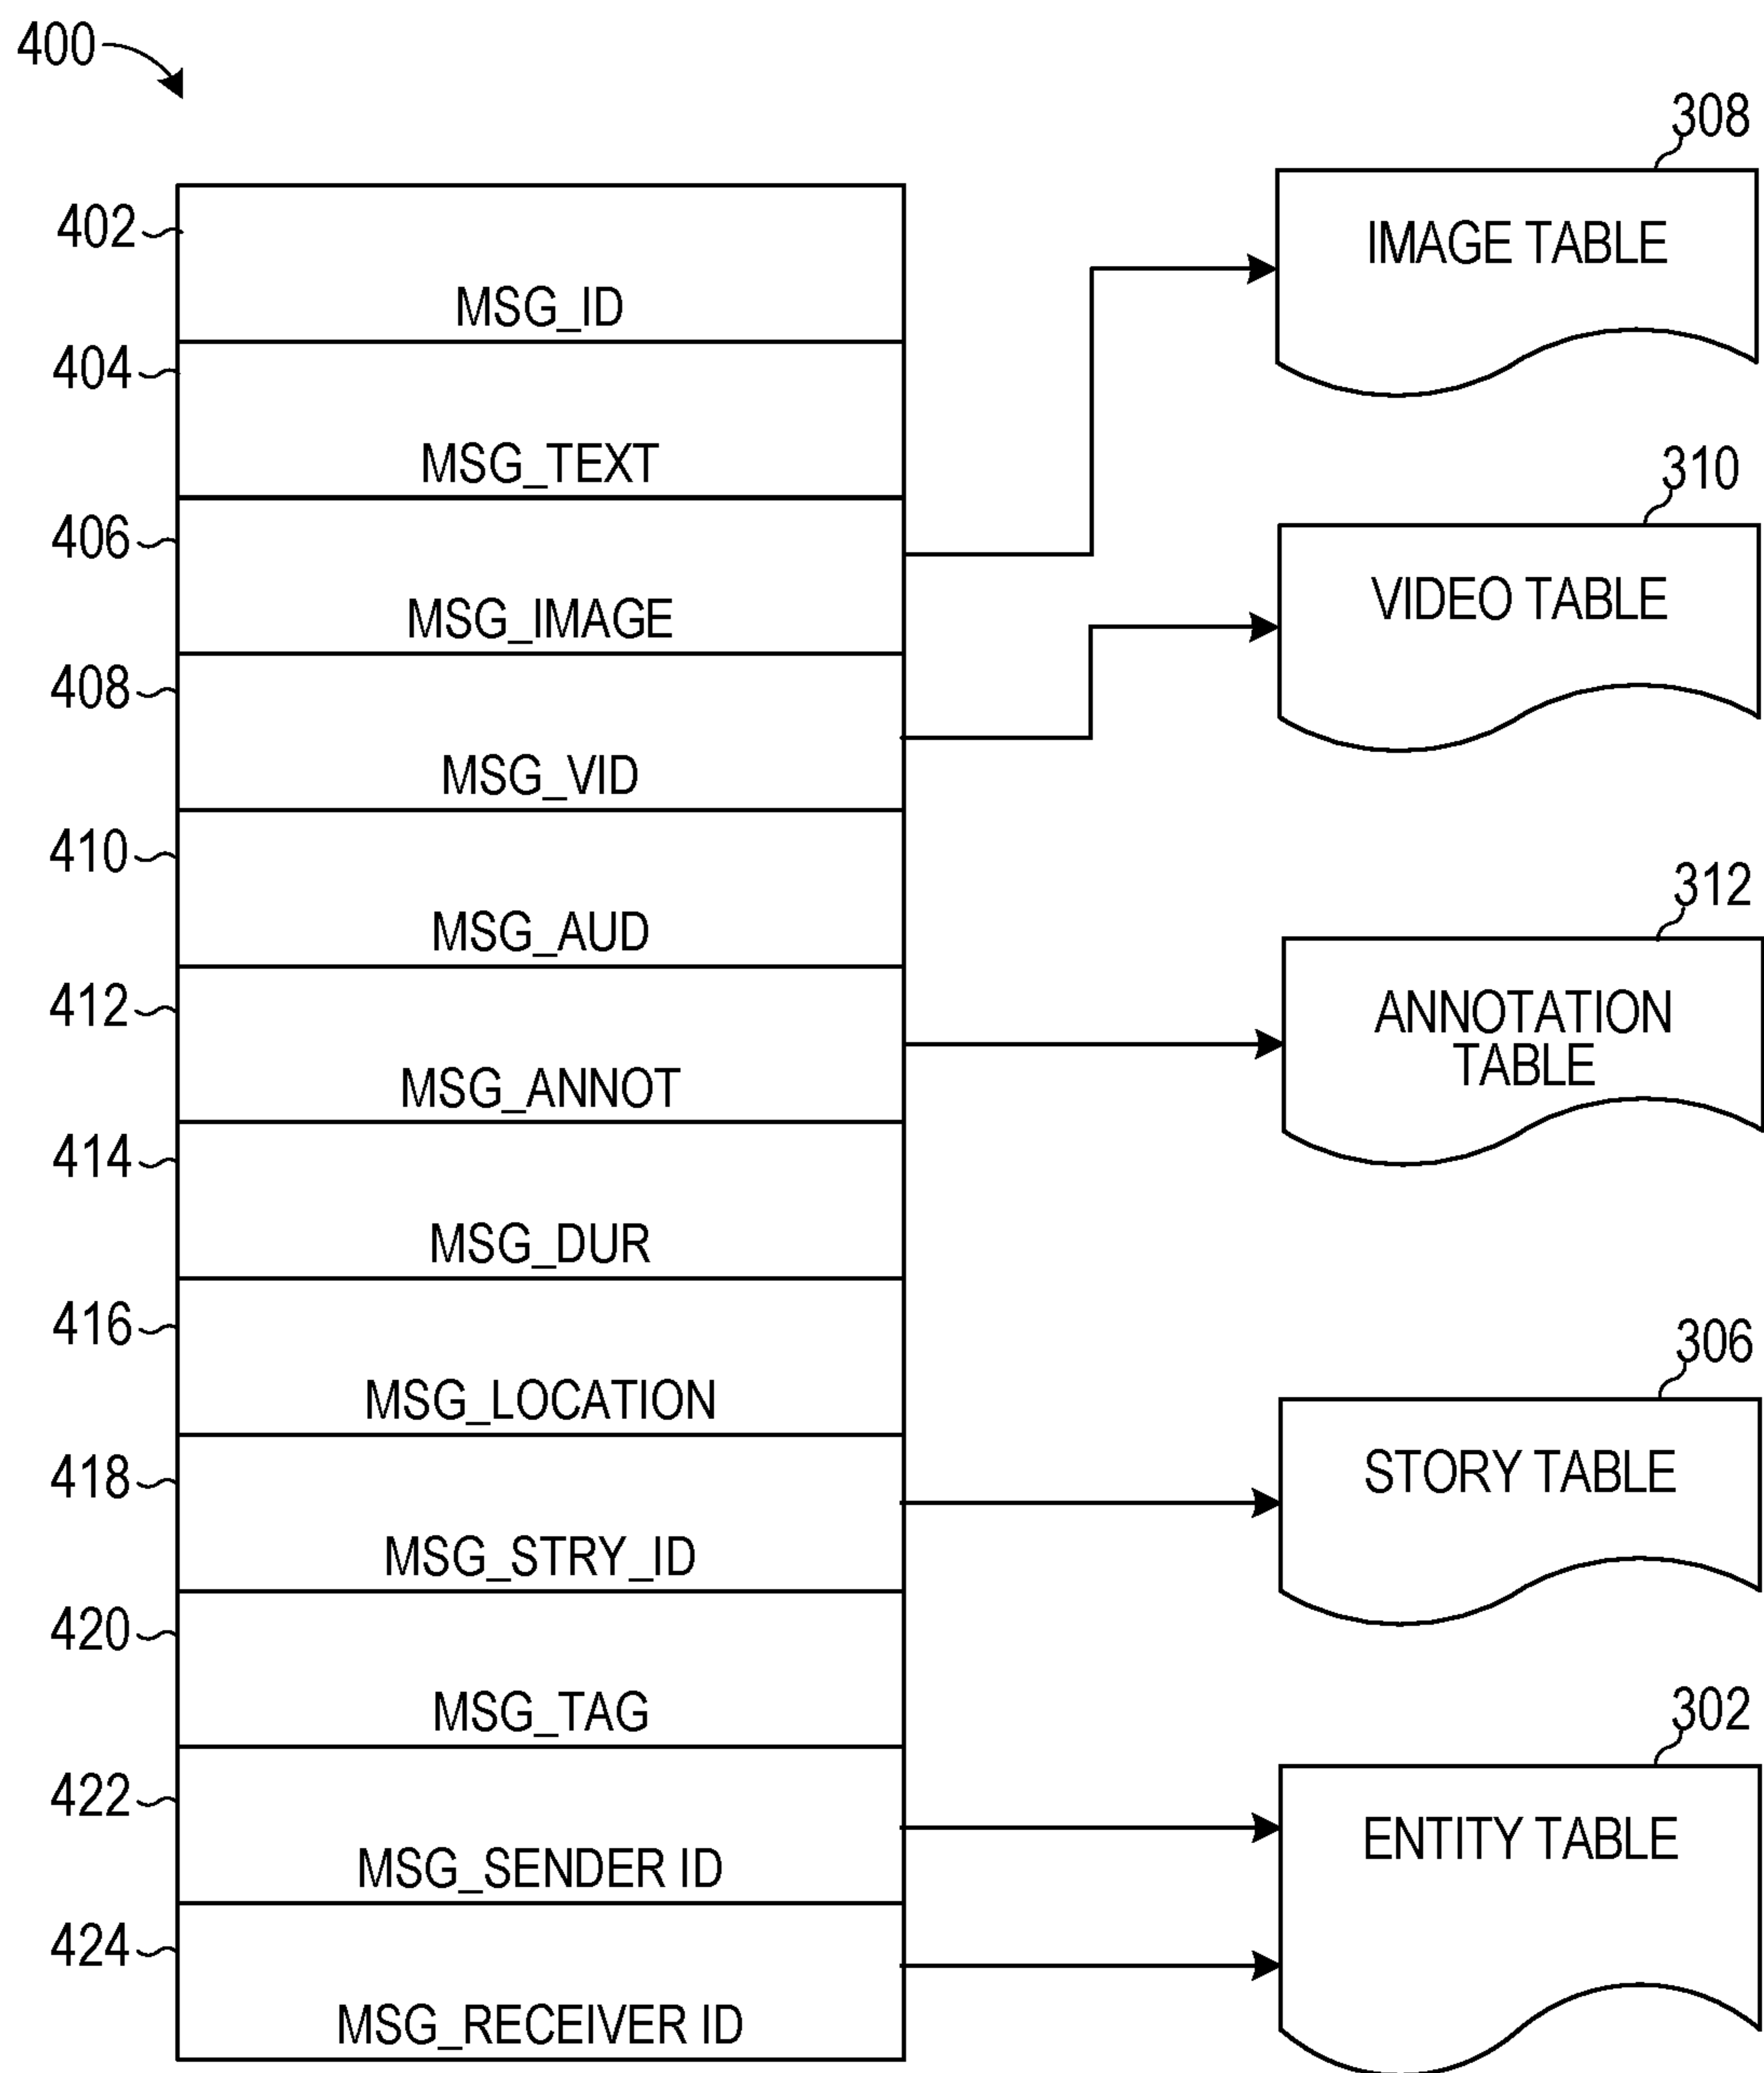 400
308
402
IMAGE TABLE
MSG_ID
404
MSG_TEXT
310
406
VIDEO TABLE
MSG_IMAGE
408
MSG_VID
410
312
MSG_AUD
412
ANNOTATION
TABLE
MSG_ANNOT
414
MSG_DUR
416
306
MSG_LOCATION
418
STORY TABLE
MSG_STRY_ID
420
302
MSG_TAG
422
ENTITY TABLE
MSG_SENDER ID
424
MSG_RECEIVER ID